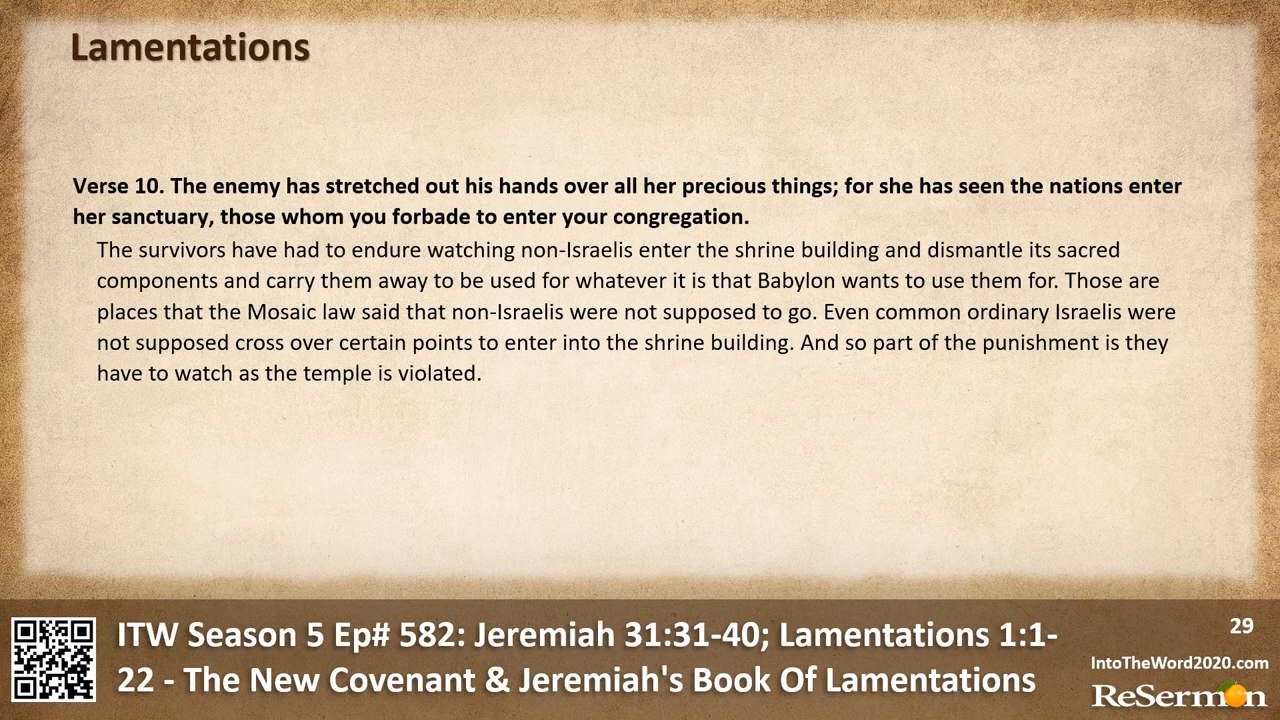 Lamentations
Verse 10. The enemy has stretched out his hands over all her precious things; for she has seen the nations enter
her sanctuary, those whom you forbade to enter your congregation.
The survivors have had to endure watching non-Israelis enter the shrine building and dismantle its sacred
components and carry them away to be used for whatever it is that Babylon wants to use them for. Those are
places that the Mosaic law said that non-Israelis were not supposed to go. Even common ordinary Israelis were
not supposed cross over certain points to enter into the shrine building. And so part of the punishment is they
have to watch as the temple is violated.
ITW Season 5 Ep# 582: Jeremiah 31:31-40; Lamentations 1:1-
22 - The New Covenant & Jeremiah's Book Of Lamentations
29
IntoTheWord2020.com
ReSermon